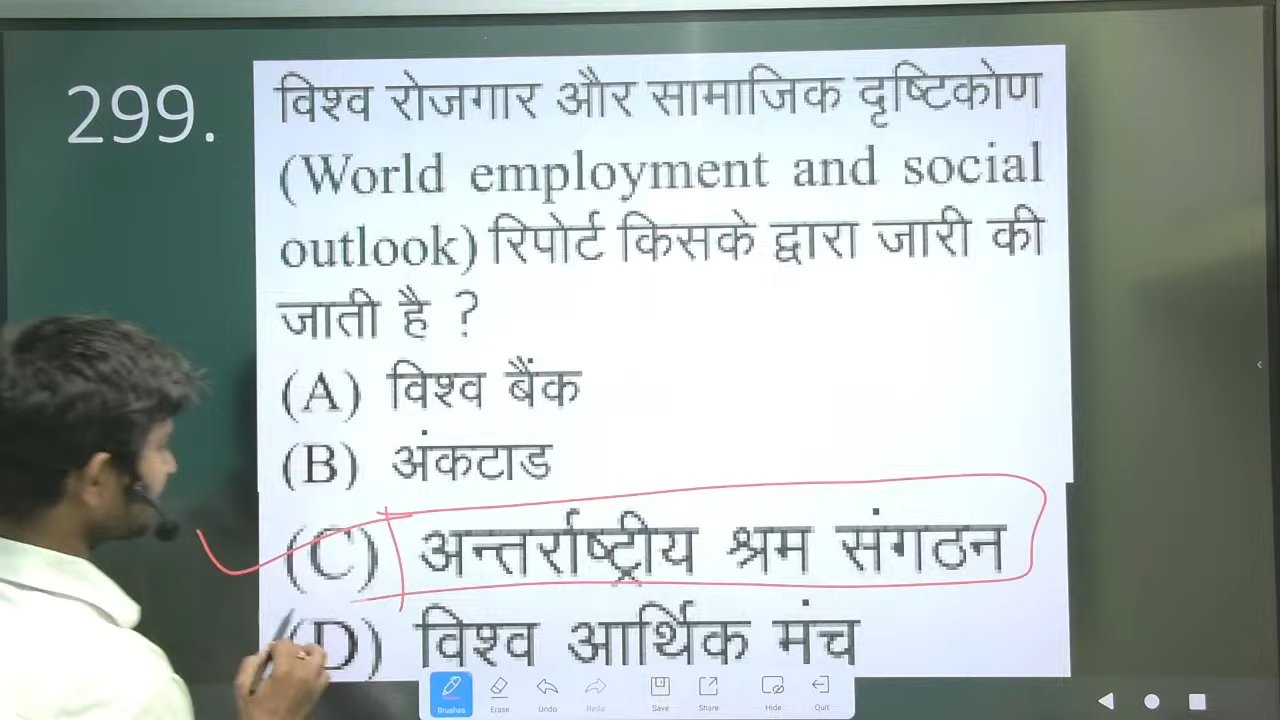 299.
विश्व रोजगार और सामाजिक दृष्टिकोण
(World employment and social
outlook) रिपोर्ट किसके द्वारा जारी की
जाती है ?
(A) विश्व बैंक
(B) अंकटाड
(C) अन्तर्राष्ट्रीय श्रम संगठन
(D) विश्व आर्थिक मंच
Brushes Erase Undo Redo Save Share Hide Quit